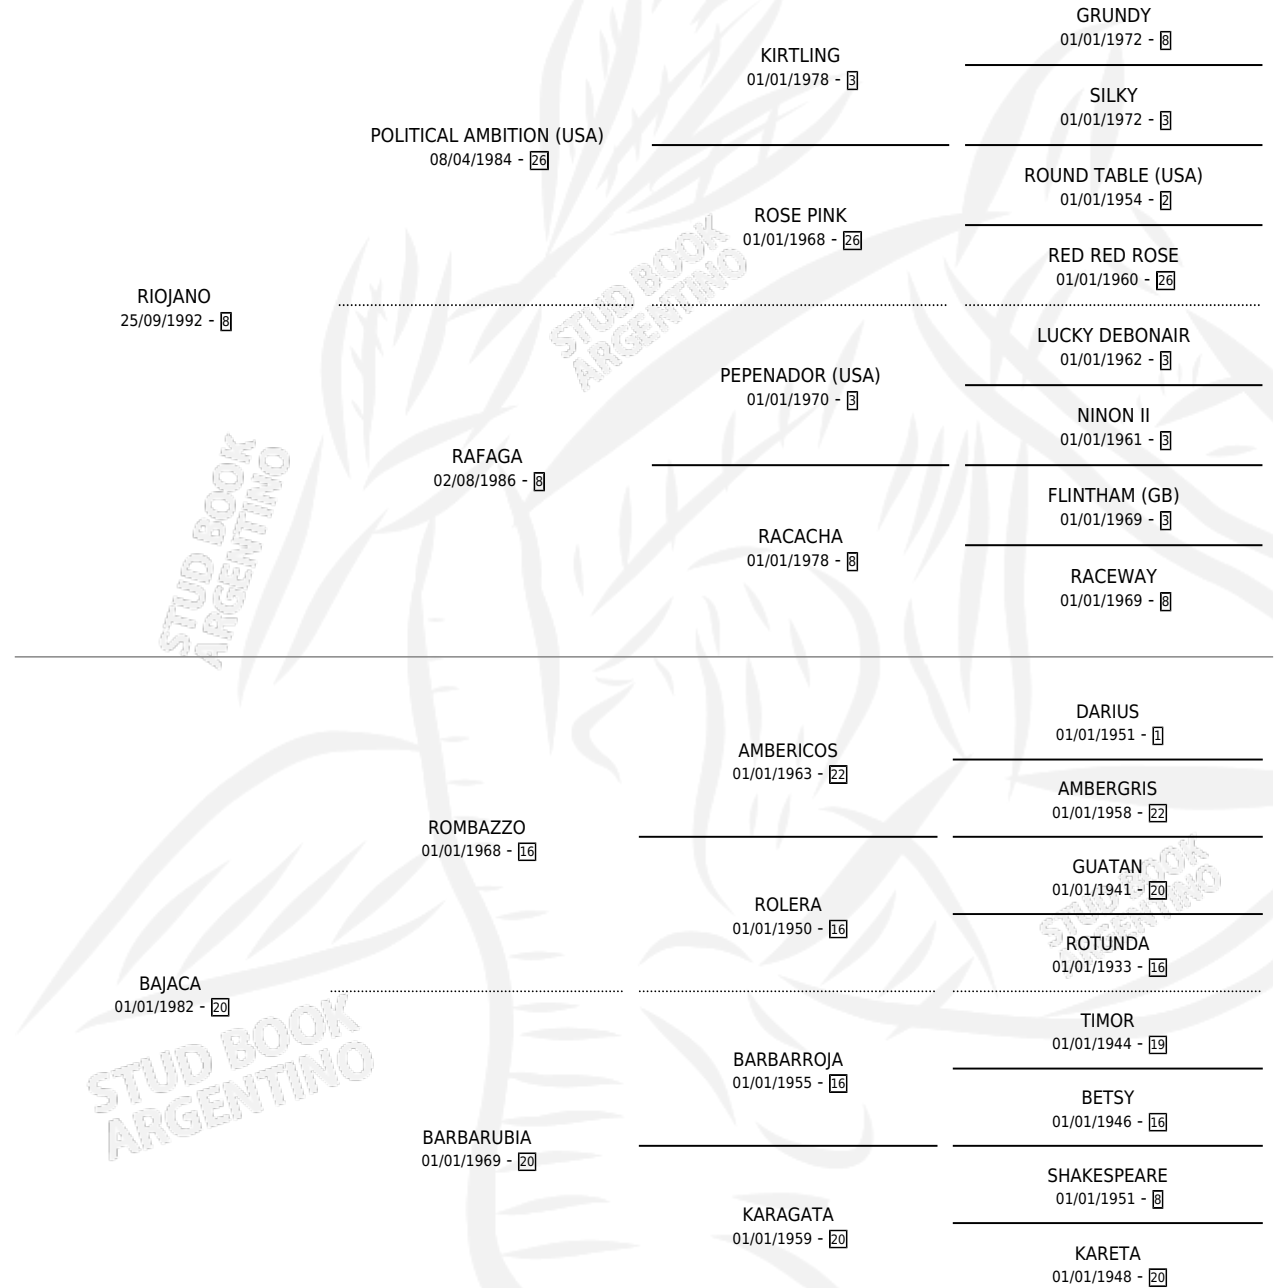 GRUNDY
01/01/1972 - 8
KIRTLING
01/01/1978 - 3
SILKY
01/01/1972 - 3
POLITICAL AMBITION (USA)
08/04/1984 - 26
ROUND TABLE (USA)
01/01/1954 - 2
ROSE PINK
01/01/1968 - 26
RED RED ROSE
01/01/1960 - 26
RIOJANO
25/09/1992 - 8
STUD BOOK
ARGENTINO
LUCKY DEBONAIR
01/01/1962 - 3
PEPENADOR (USA)
01/01/1970 - 3
NINON II
01/01/1961 - 3
RAFAGA
02/08/1986 - 8
FLINTHAM (GB)
01/01/1969 - 3
RACACHA
01/01/1978 - 8
RACEWAY
01/01/1969 - 8
STUD BOOK
ARGENTINO
DARIUS
01/01/1951 - 1
AMBERICOS
01/01/1963 - 22
AMBERGRIS
01/01/1958 - 22
ROMBAZZO
01/01/1968 - 16
GUATAN
01/01/1941 - 20
ROLERA
01/01/1950 - 16
ROTUNDA
01/01/1933 - 16
STUD BOOK
ARGENTINO
BAJACA
01/01/1982 - 20
TIMOR
01/01/1944 - 19
BARBARROJA
01/01/1955 - 16
BETSY
01/01/1946 - 16
STUD BOOK
ARGENTINO
BARBARUBIA
01/01/1969 - 20
SHAKESPEARE
01/01/1951 - 8
KARAGATA
01/01/1959 - 20
KARETA
01/01/1948 - 20